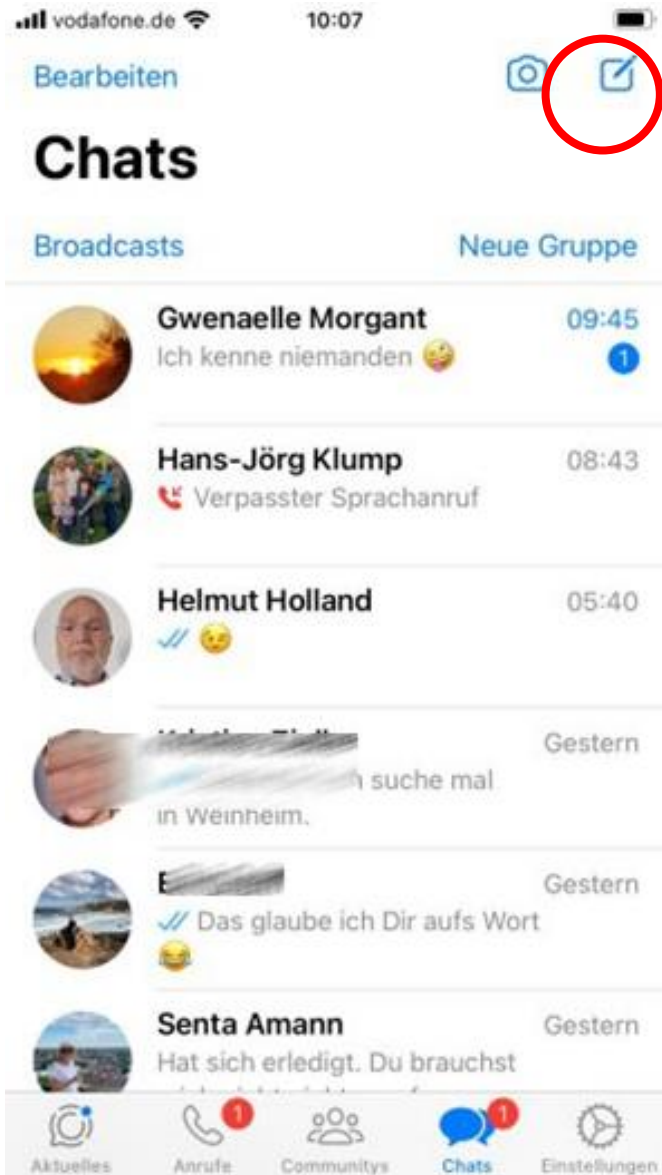 vodafone.de 10:07
Bearbeiten
Chats
Broadcasts Neue Gruppe
Gwenaelle Morgant 09:45
Ich kenne niemanden 🤪 1
Hans-Jörg Klump 08:43
Verpasster Sprachanruf
Helmut Holland 05:40
😉
Gestern
suche mal
in Weinheim.
Gestern
Das glaube ich Dir aufs Wort
😂
Senta Amann Gestern
Hat sich erledigt. Du brauchst
1 1
Aktuelles Anrufe Communitys Chats Einstellungen